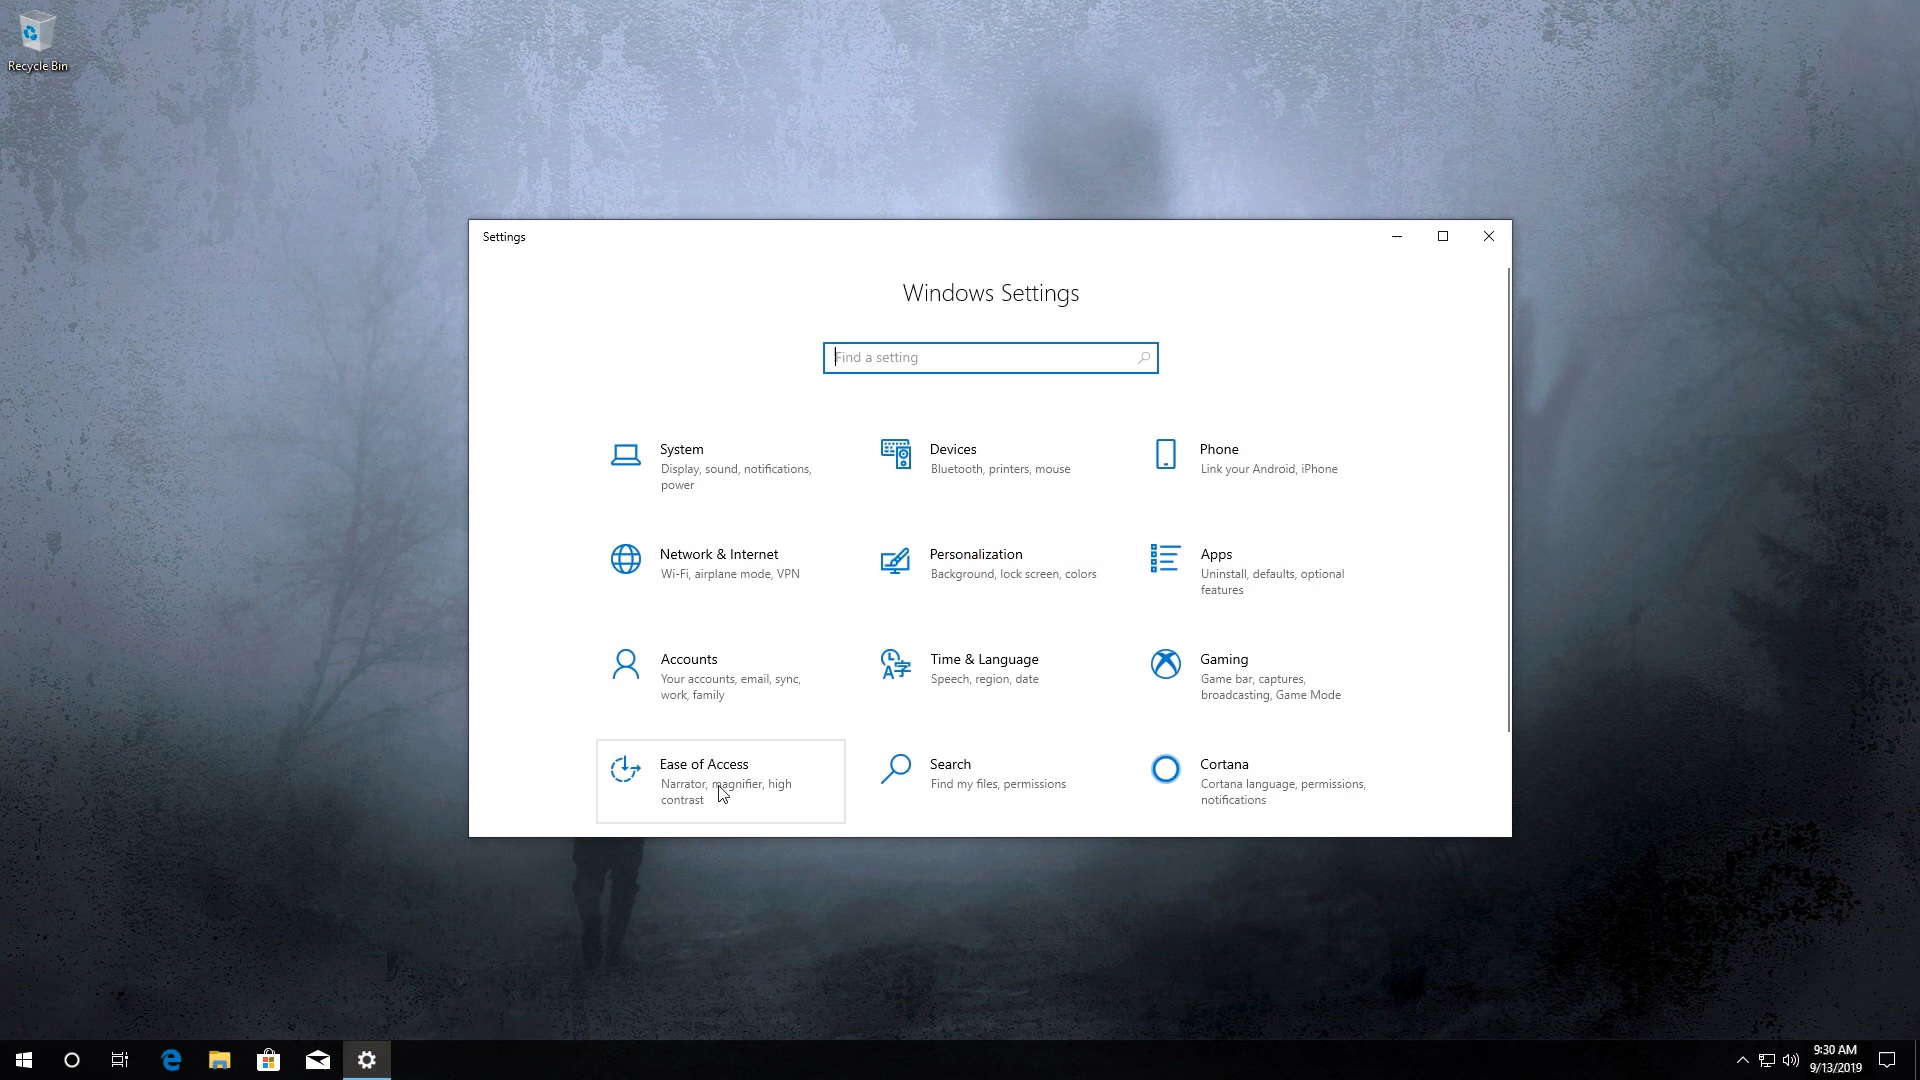 Recycle Bin
Settings
Windows Settings
Find a setting
System
Display, sound, notifications,
power
Devices
Bluetooth, printers, mouse
Phone
Link your Android, iPhone
Network & Internet
Wi-Fi, airplane mode, VPN
Personalization
Background, lock screen, colors
Apps
Uninstall, defaults, optional
features
Accounts
Your accounts, email, sync,
work, family
Time & Language
Speech, region, date
Gaming
Game bar, captures,
broadcasting, Game Mode
Ease of Access
Narrator, magnifier, high
contrast
Search
Find my files, permissions
Cortana
Cortana language, permissions,
notifications
9:30 AM
9/13/2019